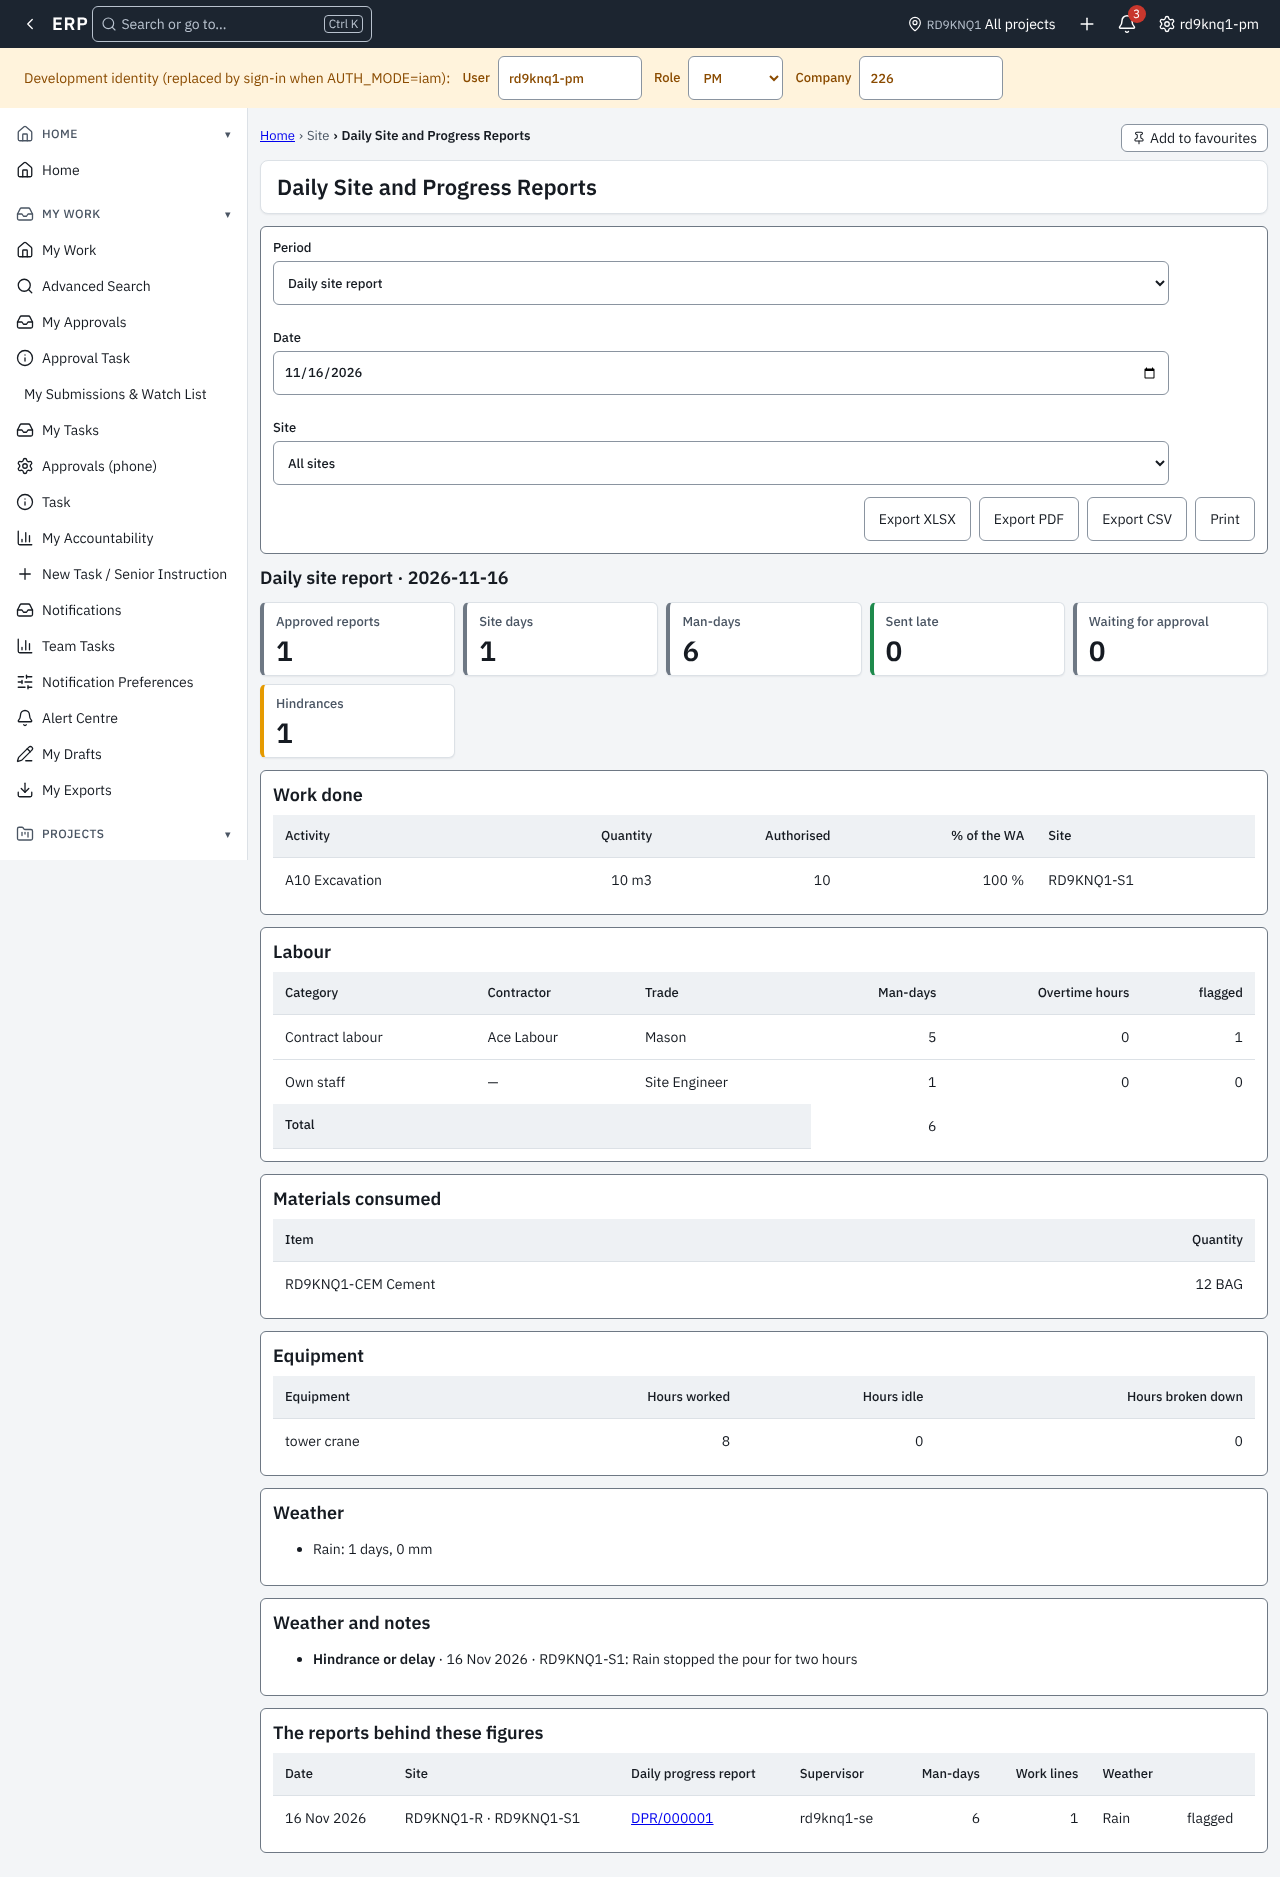 ERP
Search or go to...
Ctrl K
RD9KNQ1 All projects
3
rd9knq1-pm
Development identity (replaced by sign-in when AUTH_MODE=iam): User rd9knq1-pm Role PM Company 226
HOME
Home
MY WORK
My Work
Advanced Search
My Approvals
Approval Task
My Submissions & Watch List
My Tasks
Approvals (phone)
Task
My Accountability
New Task / Senior Instruction
Notifications
Team Tasks
Notification Preferences
Alert Centre
My Drafts
My Exports
PROJECTS
Home › Site › Daily Site and Progress Reports
Add to favourites
Daily Site and Progress Reports
Period
Daily site report
Date
11/16/2026
Site
All sites
Export XLSX Export PDF Export CSV Print
Daily site report · 2026-11-16
Approved reports
1
Site days
1
Man-days
6
Sent late
0
Waiting for approval
0
Hindrances
1
Work done
Activity Quantity Authorised % of the WA Site
A10 Excavation 10 m3 10 100 % RD9KNQ1-S1
Labour
Category Contractor Trade Man-days Overtime hours flagged
Contract labour Ace Labour Mason 5 0 1
Own staff — Site Engineer 1 0 0
Total 6
Materials consumed
Item Quantity
RD9KNQ1-CEM Cement 12 BAG
Equipment
Equipment Hours worked Hours idle Hours broken down
tower crane 8 0 0
Weather
• Rain: 1 days, 0 mm
Weather and notes
• Hindrance or delay · 16 Nov 2026 · RD9KNQ1-S1: Rain stopped the pour for two hours
The reports behind these figures
Date Site Daily progress report Supervisor Man-days Work lines Weather
16 Nov 2026 RD9KNQ1-R · RD9KNQ1-S1 DPR/000001 rd9knq1-se 6 1 Rain flagged